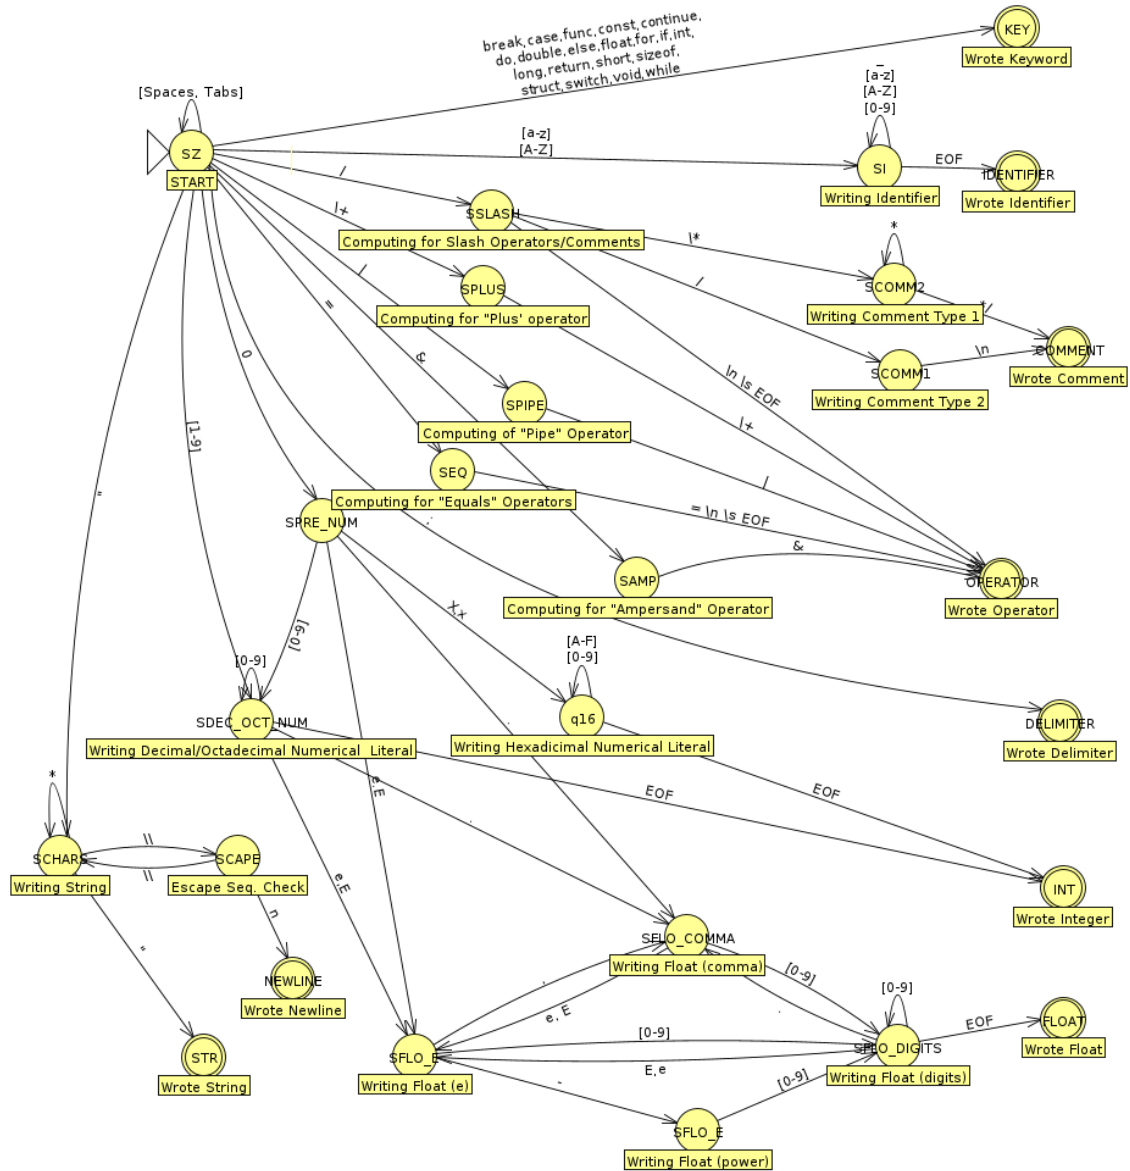 break, case, func, const, continue,
do, double, else, float, for, if, int,
long, return, short, sizeof,
struct, switch, void, while
KEY
Wrote Keyword
[Spaces, Tabs]
SZ
START
[a-z]
[A-Z]
_
[a-z]
[A-Z]
[0-9]
SI
Writing Identifier
EOF
IDENTIFIER
Wrote Identifier
/
SSLASH
Computing for Slash Operators/Comments
\*
*
SCOMM2
Writing Comment Type 1
*/
/
SCOMM1
Writing Comment Type 2
\n
COMMENT
Wrote Comment
\+
SPLUS
Computing for "Plus' operator
\n \s EOF
\+
|
SPIPE
Computing of "Pipe" Operator
|
=
SEQ
Computing for "Equals" Operators
= \n \s EOF
&
SAMP
Computing for "Ampersand" Operator
&
OPERATOR
Wrote Operator
0
SPRE_NUM
[1-9]
"
[0-9]
X,x
.
e,E
DELIMITER
Wrote Delimiter
[0-9]
SDEC_OCT_NUM
Writing Decimal/Octadecimal Numerical Literal
[A-F]
[0-9]
q16
Writing Hexadicimal Numerical Literal
EOF
EOF
INT
Wrote Integer
.
e,E
*
SCHARS
Writing String
\\
\\
SCAPE
Escape Seq. Check
n
NEWLINE
Wrote Newline
"
STR
Wrote String
SFLO_COMMA
Writing Float (comma)
[0-9]
.
.
e, E
SFLO_E
Writing Float (e)
[0-9]
E,e
[0-9]
SFLO_DIGITS
Writing Float (digits)
EOF
FLOAT
Wrote Float
-
[0-9]
SFLO_E
Writing Float (power)